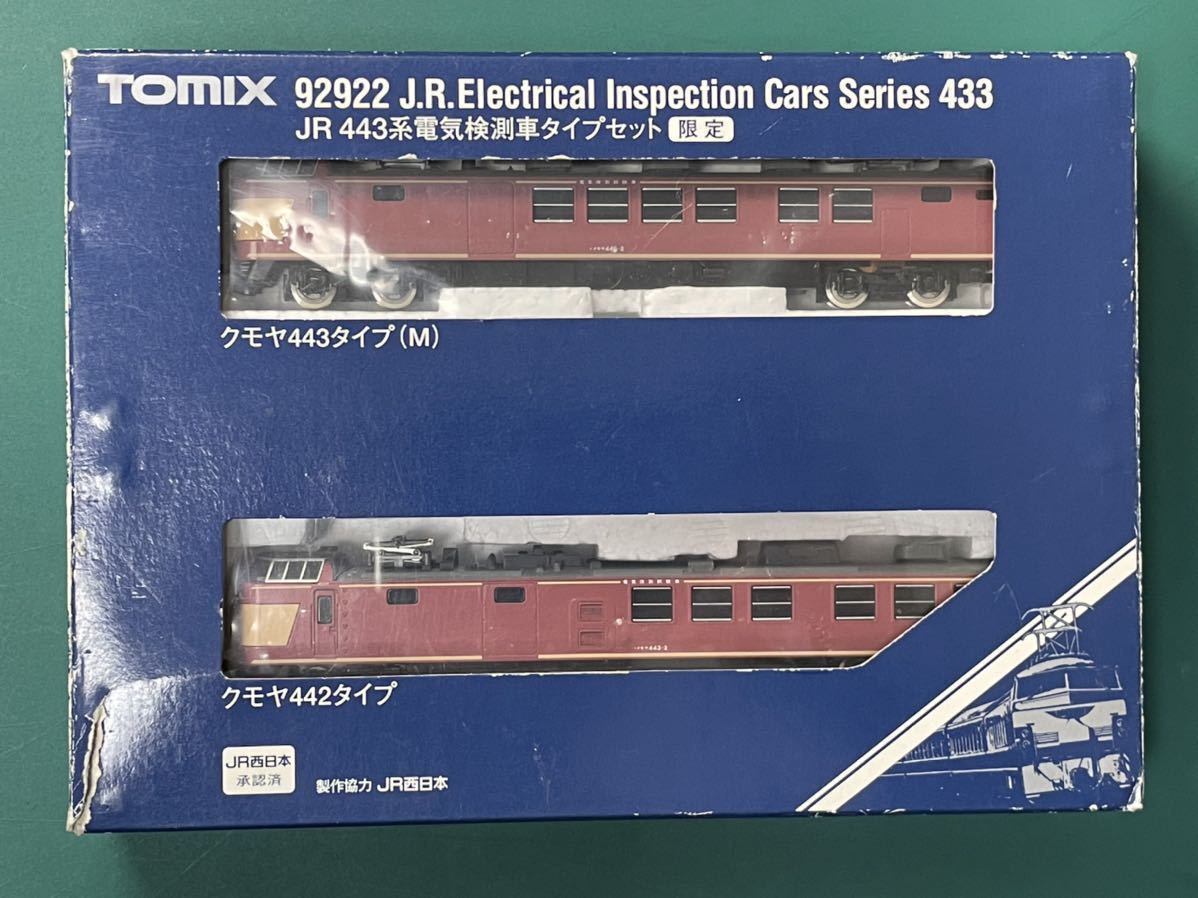 TOMIX 92922 J.R.Electrical Inspection Cars Series 433
JR 443系電気検測車タイプセット 限定
クモヤ443タイプ(M)
クモヤ442タイプ
JR西日本
承認済
製作協力 JR西日本